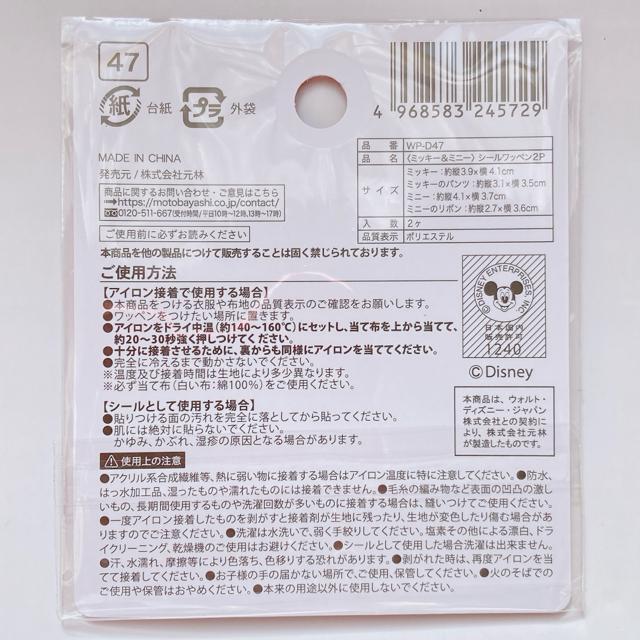 47
紙 台紙 プラ 外袋
4 968583 245729
MADE IN CHINA
発売元/株式会社元林
商品に関するお問い合わせ・ご意見はこちら
→https://motobayashi.co.jp/contact/
0120-511-667(受付時間/平日10時〜12時,13時〜17時)
ご使用前に必ずお読みください
品番 WP-D47
品名 〈ミッキー&ミニー〉シールワッペン2P
サイズ
ミッキー:約縦3.9×横4.1cm
ミッキーのパンツ:約縦3.1×横3.5cm
ミニー:約縦4.1×横3.7cm
ミニーのリボン:約縦2.7×横3.6cm
入数 2ヶ
品質表示 ポリエステル
本商品を他の製品につけて販売することは固く禁じられております。
ご使用方法
【アイロン接着で使用する場合】
●本商品をつける衣服や布地の品質表示のご確認をお願いします。
●ワッペンをつけたい場所に置きます。
●アイロンをドライ中温(約140〜160℃)にセットし、当て布を上から当てて、
約20〜30秒強く押しつけてください。
●十分に接着させるために、裏からも同様にアイロンを当ててください。
●完全に冷えるまで動かさないでください。
※温度及び接着時間は生地により多少異なります。
※必ず当て布(白い布:綿100%)をご使用ください。
【シールとして使用する場合】
●貼りつける面の汚れを完全に落としてから貼ってください。
●肌には絶対に貼らないでください。
かゆみ、かぶれ、湿疹の原因となる場合があります。
©DISNEY ENTERPRISES, INC.
日本国内
販売許可
1240
©Disney
本商品は、ウォルト・
ディズニー・ジャパン
株式会社との契約に
より、株式会社元林
が製造したものです。
使用上の注意
●アクリル系合成繊維等、熱に弱い物に接着する場合はアイロン温度に特に注意してください。●防水、
はっ水加工品、湿ったものや濡れたものには接着できません。●毛糸の編み物など表面の凹凸の激し
いもの、長期間使用するものや洗濯回数が多いものに接着する場合は、縫いつけてご使用ください。
●一度アイロン接着したものを剥がすと接着剤が生地に残ったり、生地が変色したり傷む場合があり
ますのでご注意ください。●洗濯は水洗いで、弱く手絞りしてください。塩素その他による漂白、ド
ライクリーニング、乾燥機のご使用はお避けください。●シールとして使用した場合洗濯は出来ません。
●汗、水濡れ、摩擦等により色落ち、色移りする恐れがあります。●剥がれた時は、再度アイロンを当
てて接着してください。●お子様の手の届かない場所で、ご使用、保管してください。●火のそばでの
ご使用や保管はおやめください。●本来の用途以外に使用しないでください。